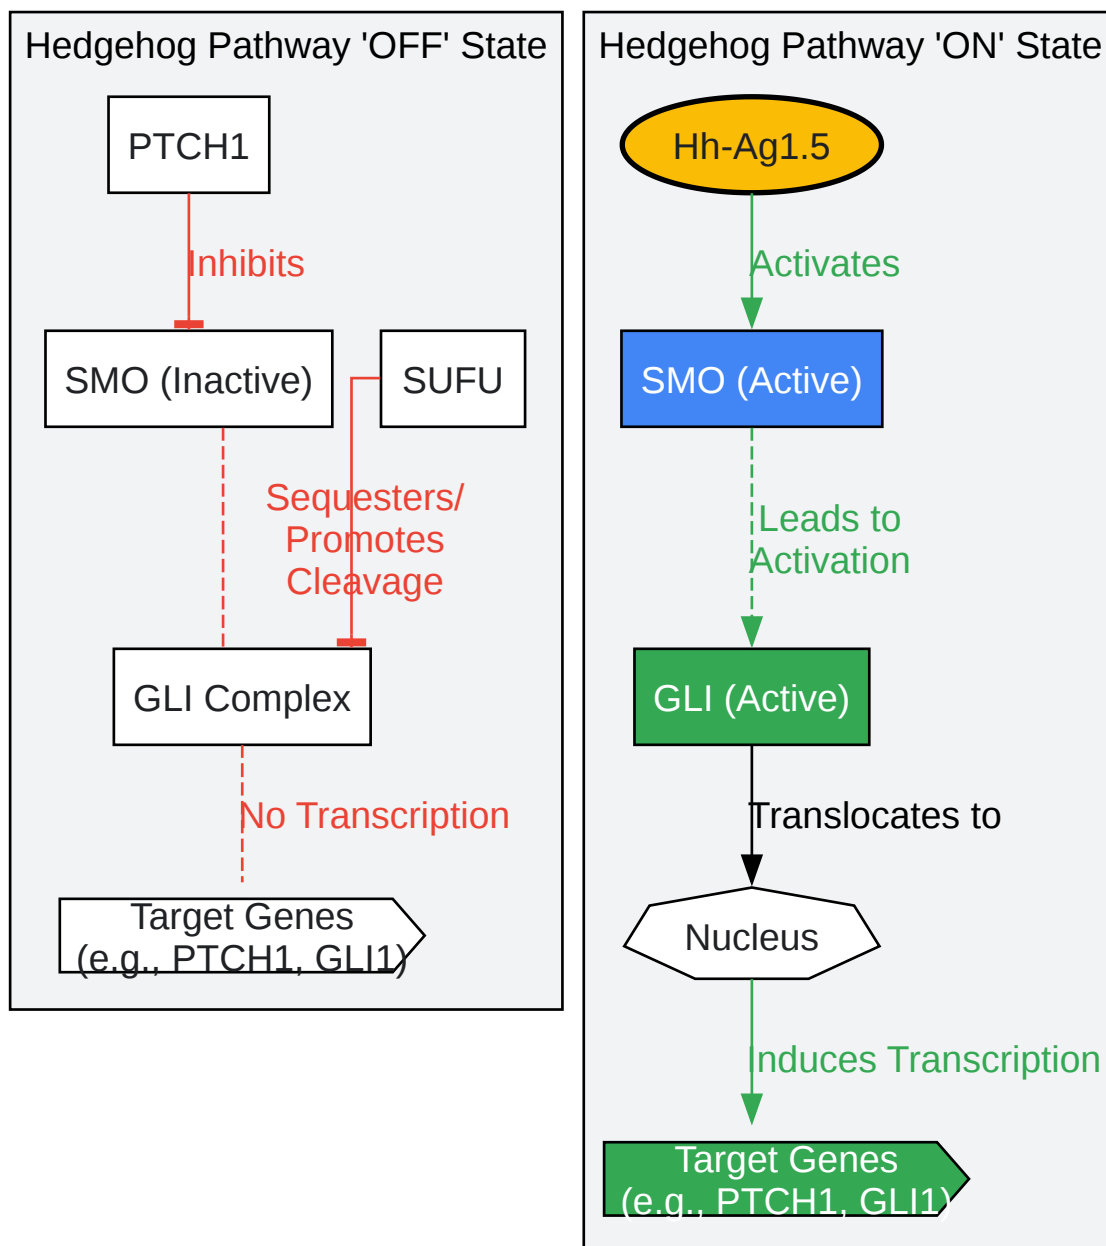 Hedgehog Pathway 'OFF' State
PTCH1
Inhibits
SMO (Inactive)
SUFU
Sequesters/
Promotes
Cleavage
GLI Complex
No Transcription
Target Genes
(e.g., PTCH1, GLI1)
Hedgehog Pathway 'ON' State
Hh-Ag1.5
Activates
SMO (Active)
Leads to
Activation
GLI (Active)
Translocates to
Nucleus
Induces Transcription
Target Genes
(e.g., PTCH1, GLI1)